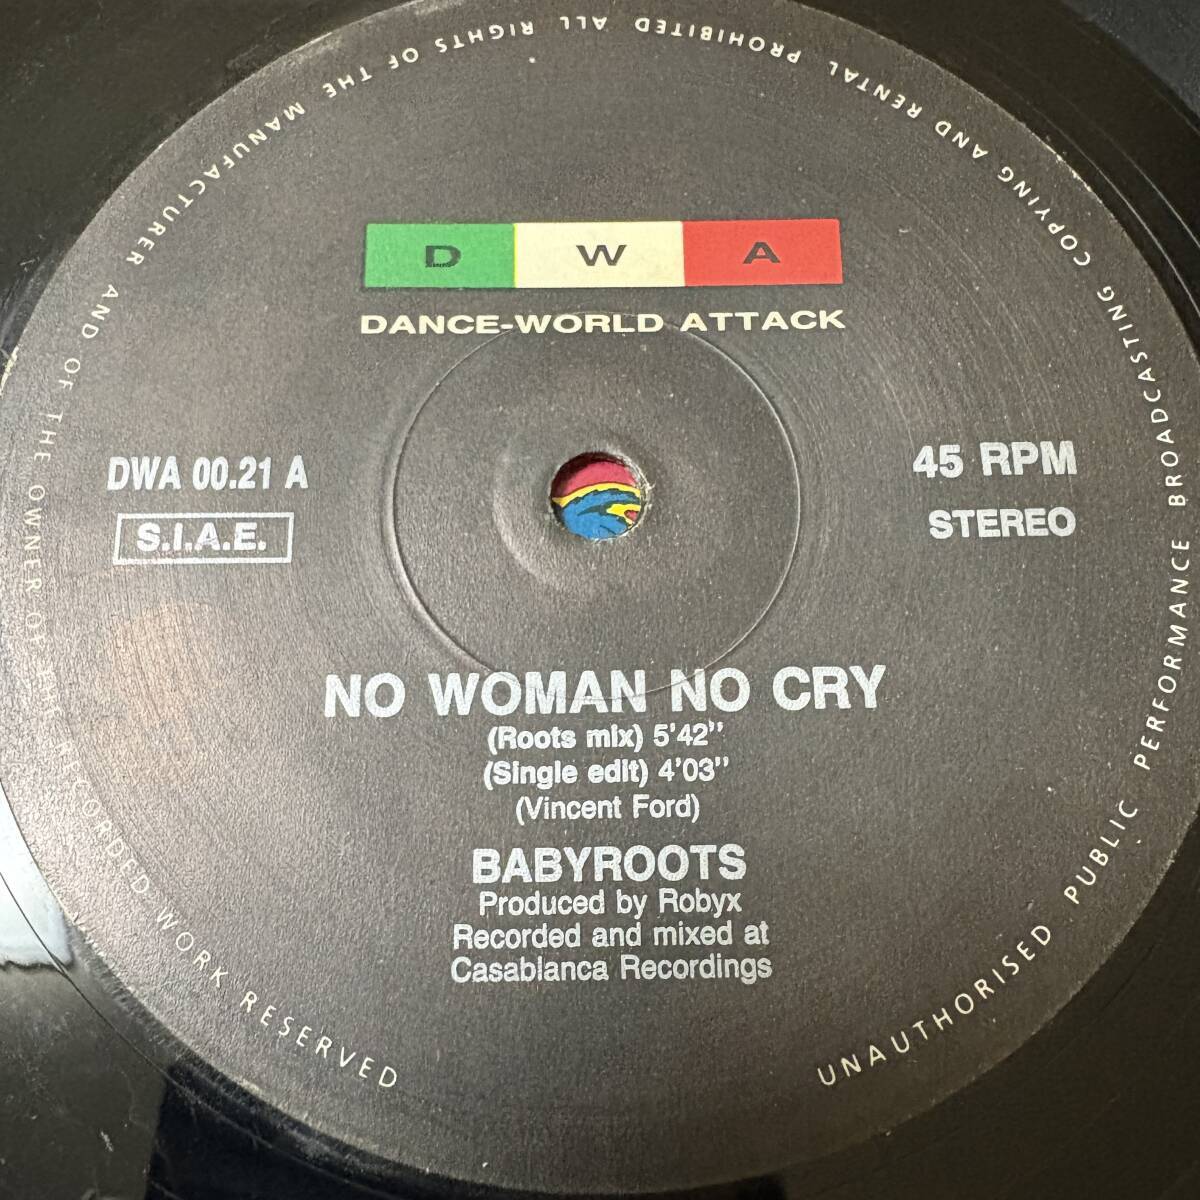 D W A
DANCE-WORLD ATTACK
DWA 00.21 A
S.I.A.E.
45 RPM
STEREO
NO WOMAN NO CRY
(Roots mix) 5'42"
(Single edit) 4'03"
(Vincent Ford)
BABYROOTS
Produced by Robyx
Recorded and mixed at
Casablanca Recordings
ALL RIGHTS OF THE MANUFACTURER AND OF THE OWNER OF THE RECORDED WORK RESERVED
UNAUTHORISED PUBLIC PERFORMANCE BROADCASTING COPYING AND RENTAL PROHIBITED